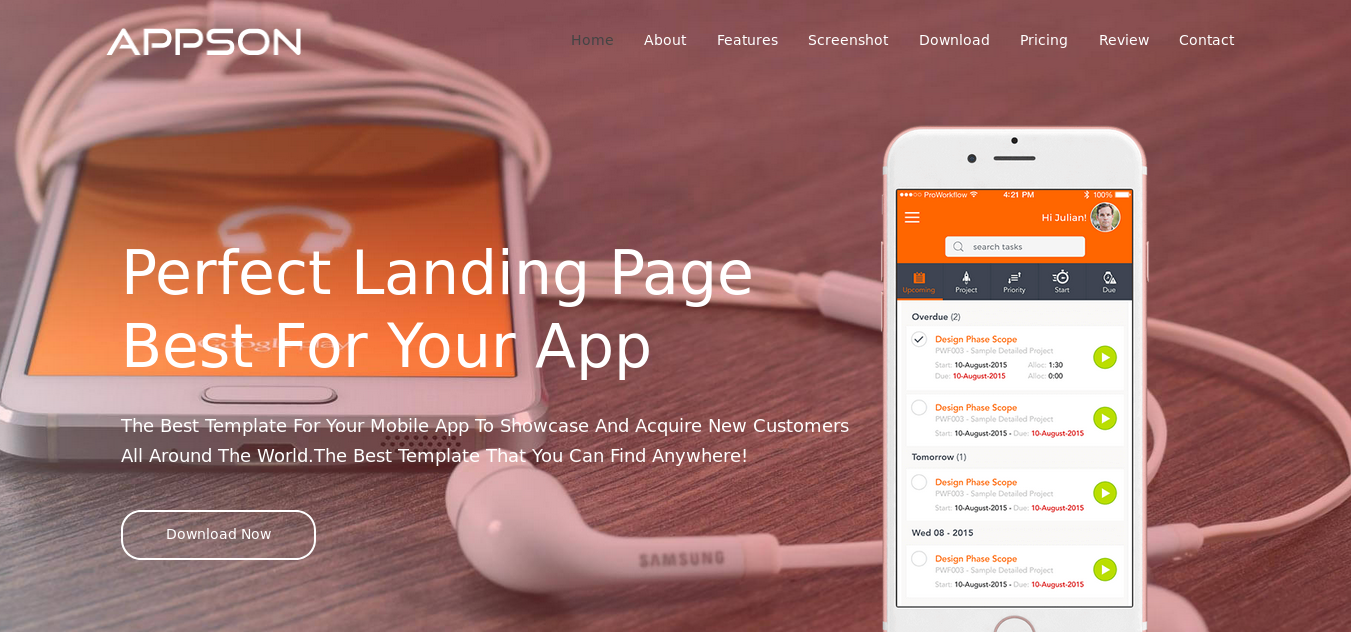 APPSON
Home About Features Screenshot Download Pricing Review Contact
Perfect Landing Page
Best For Your App
Google play
The Best Template For Your Mobile App To Showcase And Acquire New Customers
All Around The World.The Best Template That You Can Find Anywhere!
Download Now
SAMSUNG
ProWorkflow 4:21 PM 100%
Hi Julian!
search tasks
Upcoming Project Priority Start Due
Overdue (2)
Design Phase Scope
PWF003 - Sample Detailed Project
Start: 10-August-2015 Alloc: 1:30
Due: 10-August-2015 Alloc: 0:00
Design Phase Scope
PWF003 - Sample Detailed Project
Start: 10-August-2015 - Due: 10-August-2015
Tomorrow (1)
Design Phase Scope
PWF003 - Sample Detailed Project
Start: 10-August-2015 - Due: 10-August-2015
Wed 08 - 2015
Design Phase Scope
PWF003 - Sample Detailed Project
Start: 10-August-2015 - Due: 10-August-2015